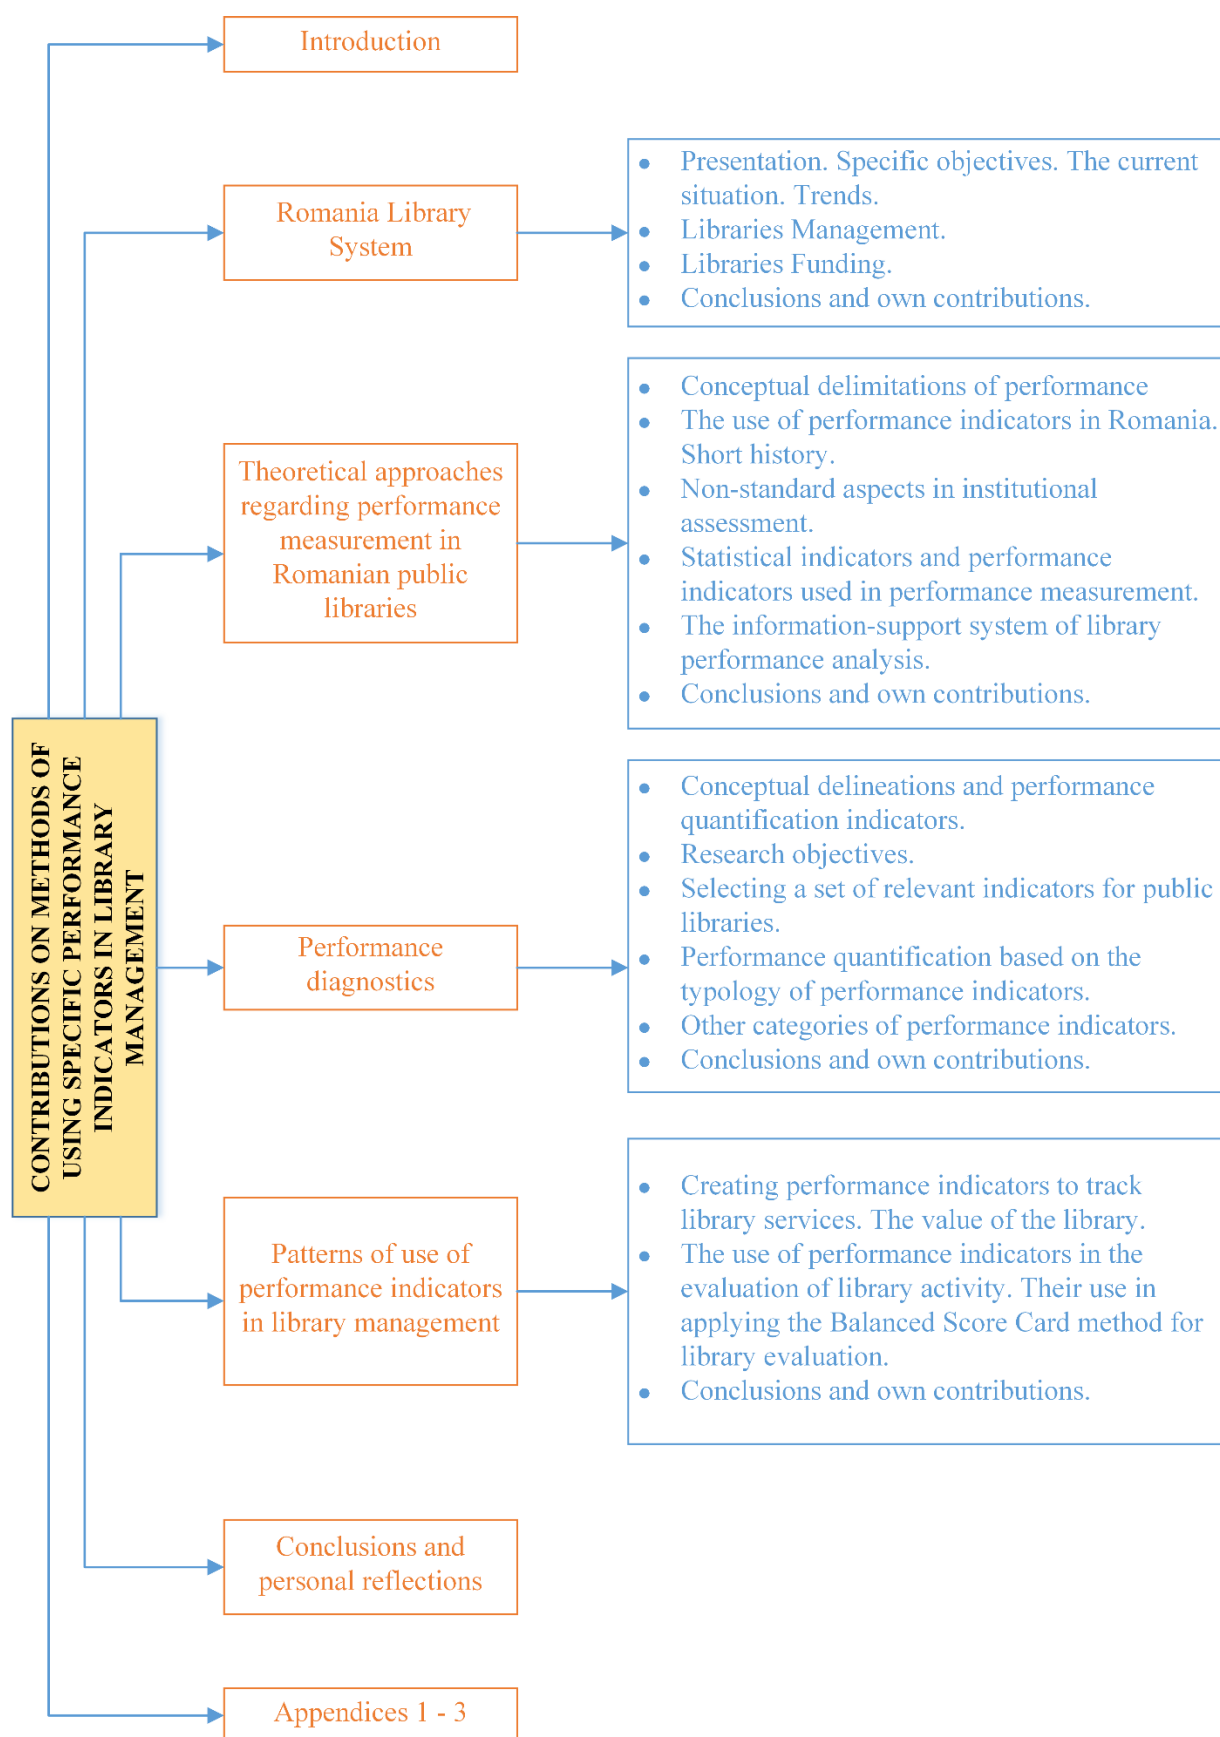 CONTRIBUTIONS ON METHODS OF
USING SPECIFIC PERFORMANCE
INDICATORS IN LIBRARY
MANAGEMENT
Introduction
Romania Library
System
• Presentation. Specific objectives. The current
situation. Trends.
• Libraries Management.
• Libraries Funding.
• Conclusions and own contributions.
Theoretical approaches
regarding performance
measurement in
Romanian public
libraries
• Conceptual delimitations of performance
• The use of performance indicators in Romania.
Short history.
• Non-standard aspects in institutional
assessment.
• Statistical indicators and performance
indicators used in performance measurement.
• The information-support system of library
performance analysis.
• Conclusions and own contributions.
Performance
diagnostics
• Conceptual delineations and performance
quantification indicators.
• Research objectives.
• Selecting a set of relevant indicators for public
libraries.
• Performance quantification based on the
typology of performance indicators.
• Other categories of performance indicators.
• Conclusions and own contributions.
Patterns of use of
performance indicators
in library management
• Creating performance indicators to track
library services. The value of the library.
• The use of performance indicators in the
evaluation of library activity. Their use in
applying the Balanced Score Card method for
library evaluation.
• Conclusions and own contributions.
Conclusions and
personal reflections
Appendices 1 - 3